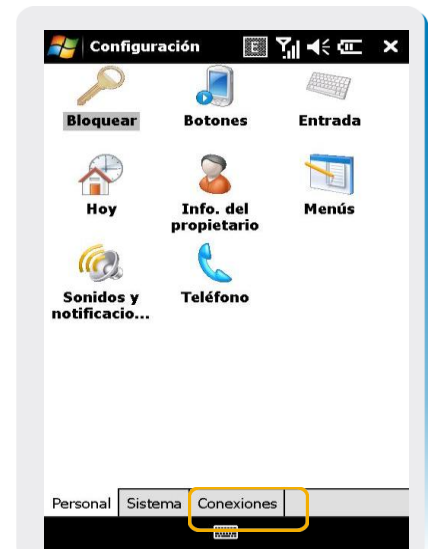 Configuración
E
Bloquear
Botones
Entrada
Hoy
Info. del
propietario
Menús
Sonidos y
notificacio...
Teléfono
Personal
Sistema
Conexiones